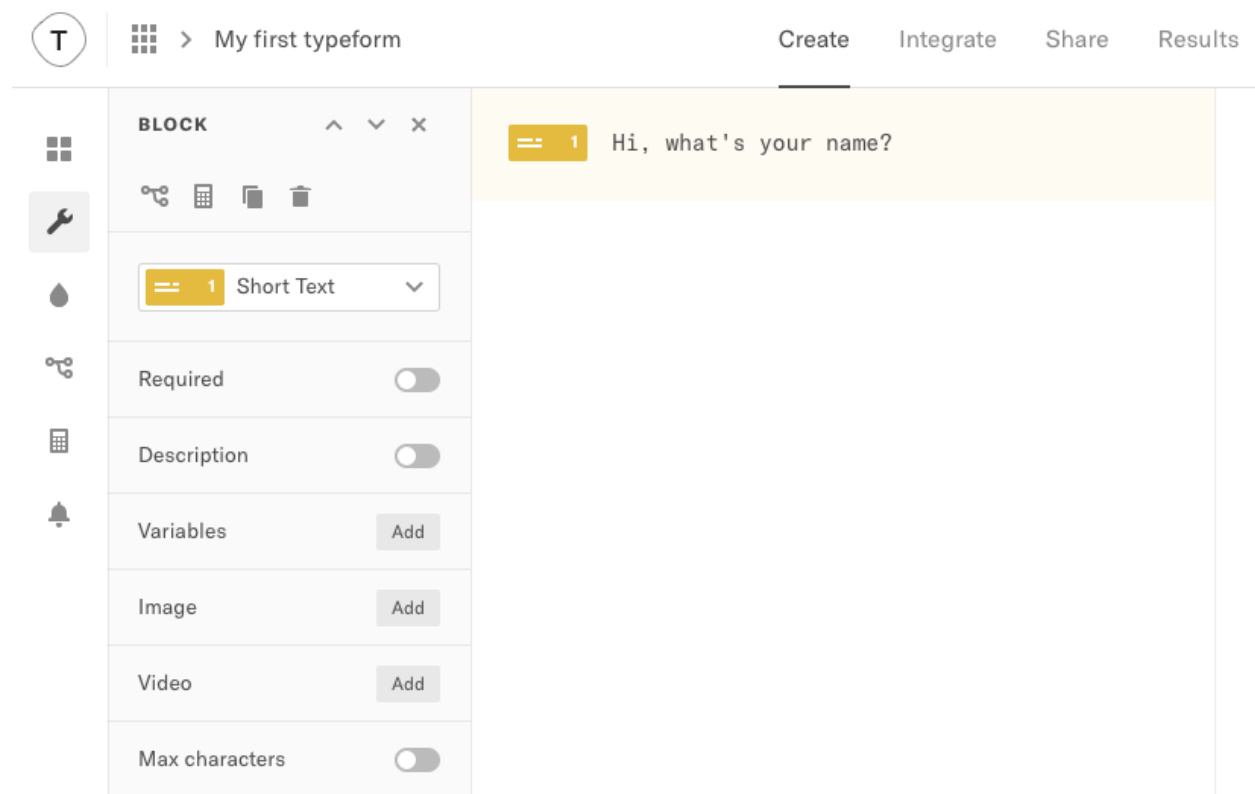 T
My first typeform
Create
Integrate
Share
Results
BLOCK
1
Short Text
Required
Description
Variables
Add
Image
Add
Video
Add
Max characters
1
Hi, what's your name?